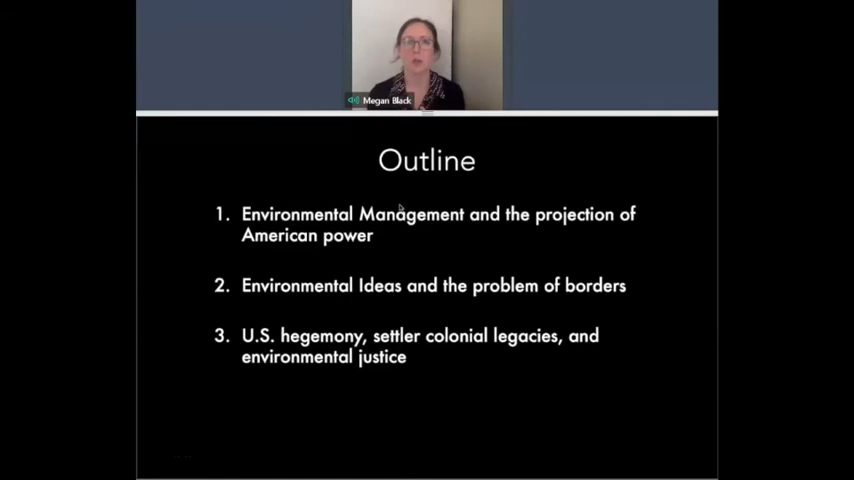 Megan Black
Outline
1. Environmental Management and the projection of
American power
2. Environmental Ideas and the problem of borders
3. U.S. hegemony, settler colonial legacies, and
environmental justice